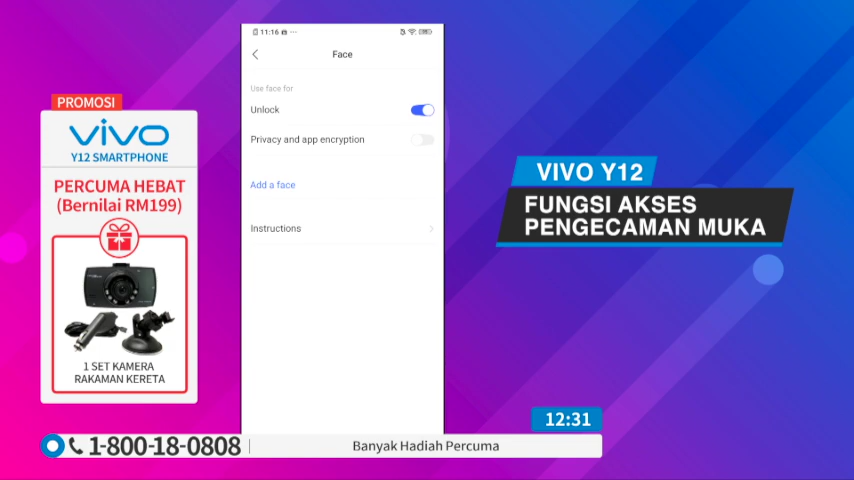 PROMOSI
vivo
Y12 SMARTPHONE
PERCUMA HEBAT
(Bernilai RM199)
1 SET KAMERA
RAKAMAN KERETA
11:16
Face
Use face for
Unlock
Privacy and app encryption
Add a face
Instructions
VIVO Y12
FUNGSI AKSES
PENGECAMAN MUKA
12:31
1-800-18-0808
Banyak Hadiah Percuma